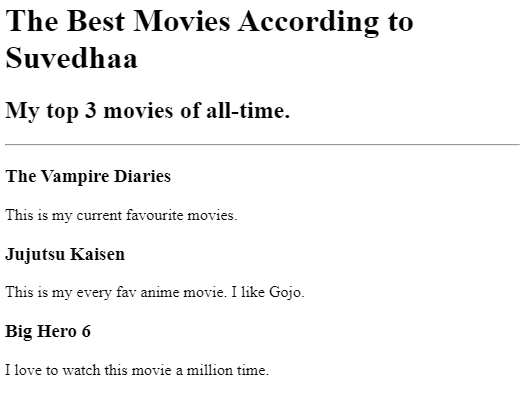 The Best Movies According to
Suvedhaa
My top 3 movies of all-time.
The Vampire Diaries
This is my current favourite movies.
Jujutsu Kaisen
This is my every fav anime movie. I like Gojo.
Big Hero 6
I love to watch this movie a million time.